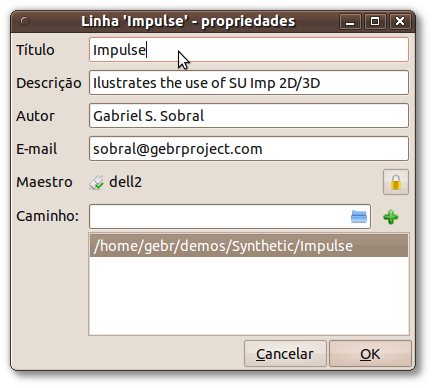 Linha 'Impulse' - propriedades
Título Impulse
Descrição Ilustrates the use of SU Imp 2D/3D
Autor Gabriel S. Sobral
E-mail sobral@gebrproject.com
Maestro dell2
Caminho:
/home/gebr/demos/Synthetic/Impulse
Cancelar OK